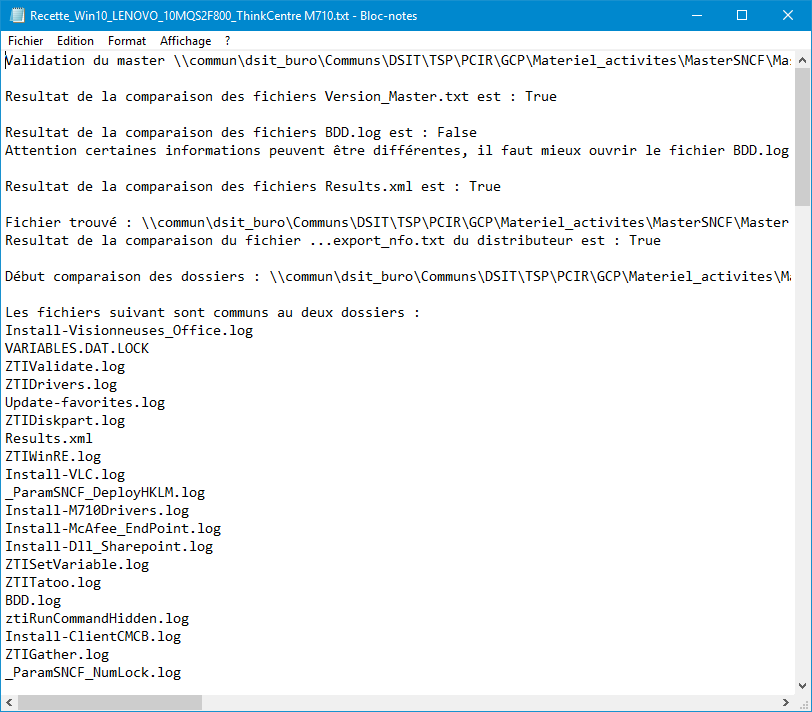 Recette_Win10_LENOVO_10MQS2F800_ThinkCentre M710.txt - Bloc-notes
Fichier Edition Format Affichage ?
Validation du master \\commun\dsit_buro\Communs\DSIT\TSP\PCIR\GCP\Materiel_activites\MasterSNCF\Mas
Resultat de la comparaison des fichiers Version_Master.txt est : True
Resultat de la comparaison des fichiers BDD.log est : False
Attention certaines informations peuvent être différentes, il faut mieux ouvrir le fichier BDD.log
Resultat de la comparaison des fichiers Results.xml est : True
Fichier trouvé : \\commun\dsit_buro\Communs\DSIT\TSP\PCIR\GCP\Materiel_activites\MasterSNCF\Master
Resultat de la comparaison du fichier ...export_nfo.txt du distributeur est : True
Début comparaison des dossiers : \\commun\dsit_buro\Communs\DSIT\TSP\PCIR\GCP\Materiel_activites\Ma
Les fichiers suivant sont communs au deux dossiers :
Install-Visionneuses_Office.log
VARIABLES.DAT.LOCK
ZTIValidate.log
ZTIDrivers.log
Update-favorites.log
ZTIDiskpart.log
Results.xml
ZTIWinRE.log
Install-VLC.log
_ParamSNCF_DeployHKLM.log
Install-M710Drivers.log
Install-McAfee_EndPoint.log
Install-Dll_Sharepoint.log
ZTISetVariable.log
ZTITatoo.log
BDD.log
ztiRunCommandHidden.log
Install-ClientCMCB.log
ZTIGather.log
_ParamSNCF_NumLock.log